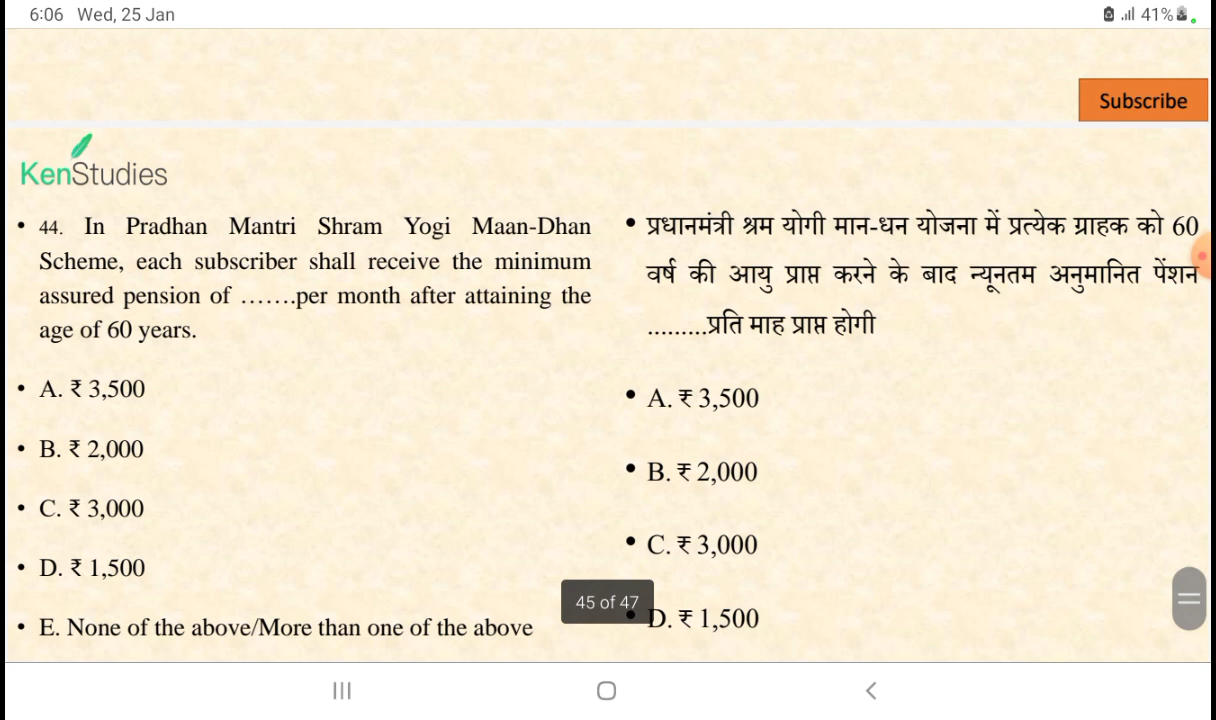 6:06 Wed, 25 Jan
41%
Subscribe
KenStudies
• 44. In Pradhan Mantri Shram Yogi Maan-Dhan
Scheme, each subscriber shall receive the minimum
assured pension of …….per month after attaining the
age of 60 years.
• A. ₹ 3,500
• B. ₹ 2,000
• C. ₹ 3,000
• D. ₹ 1,500
• E. None of the above/More than one of the above
• प्रधानमंत्री श्रम योगी मान-धन योजना में प्रत्येक ग्राहक को 60
वर्ष की आयु प्राप्त करने के बाद न्यूनतम अनुमानित पेंशन
.........प्रति माह प्राप्त होगी
• A. ₹ 3,500
• B. ₹ 2,000
• C. ₹ 3,000
• D. ₹ 1,500
45 of 47